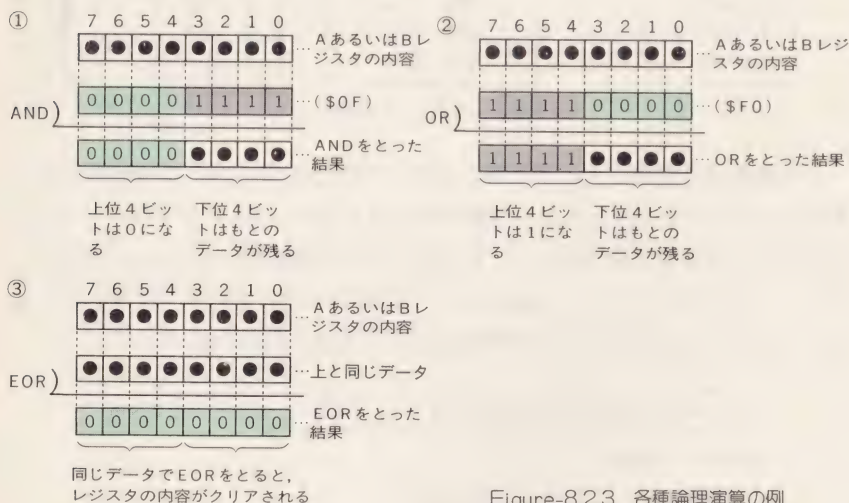 ①
7 6 5 4 3 2 1 0
…AあるいはBレ
ジスタの内容
AND)
0 0 0 0 1 1 1 1 …($0F)
0 0 0 0 … ANDをとった
結果
上位4ビッ
トは0にな
る
下位4ビッ
トはもとの
データが残る
②
7 6 5 4 3 2 1 0
…AあるいはBレジ
スタの内容
OR)
1 1 1 1 0 0 0 0 …($F0)
1 1 1 1 …ORをとった結果
上位4ビッ
トは1にな
る
下位4ビッ
トはもとの
データが残る
③
7 6 5 4 3 2 1 0
…AあるいはBレ
ジスタの内容
EOR)
…上と同じデータ
0 0 0 0 0 0 0 0 … EORをとった
結果
同じデータでEORをとると,
レジスタの内容がクリアされる
Figure-8.2.3 各種論理演算の例